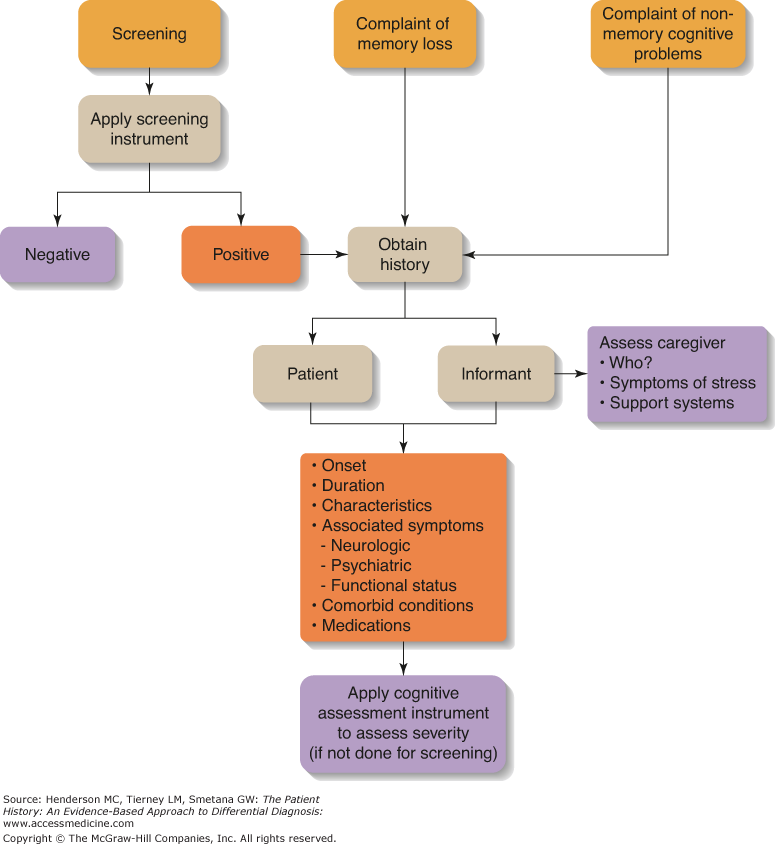 Screening
Complaint of
memory loss
Complaint of non-
memory cognitive
problems
Apply screening
instrument
Negative
Positive
Obtain
history
Patient
Informant
Assess caregiver
• Who?
• Symptoms of stress
• Support systems
• Onset
• Duration
• Characteristics
• Associated symptoms
- Neurologic
- Psychiatric
- Functional status
• Comorbid conditions
• Medications
Apply cognitive
assessment instrument
to assess severity
(if not done for screening)
Source: Henderson MC, Tierney LM, Smetana GW: The Patient
History: An Evidence-Based Approach to Differential Diagnosis:
www.accessmedicine.com
Copyright © The McGraw-Hill Companies, Inc. All rights reserved.